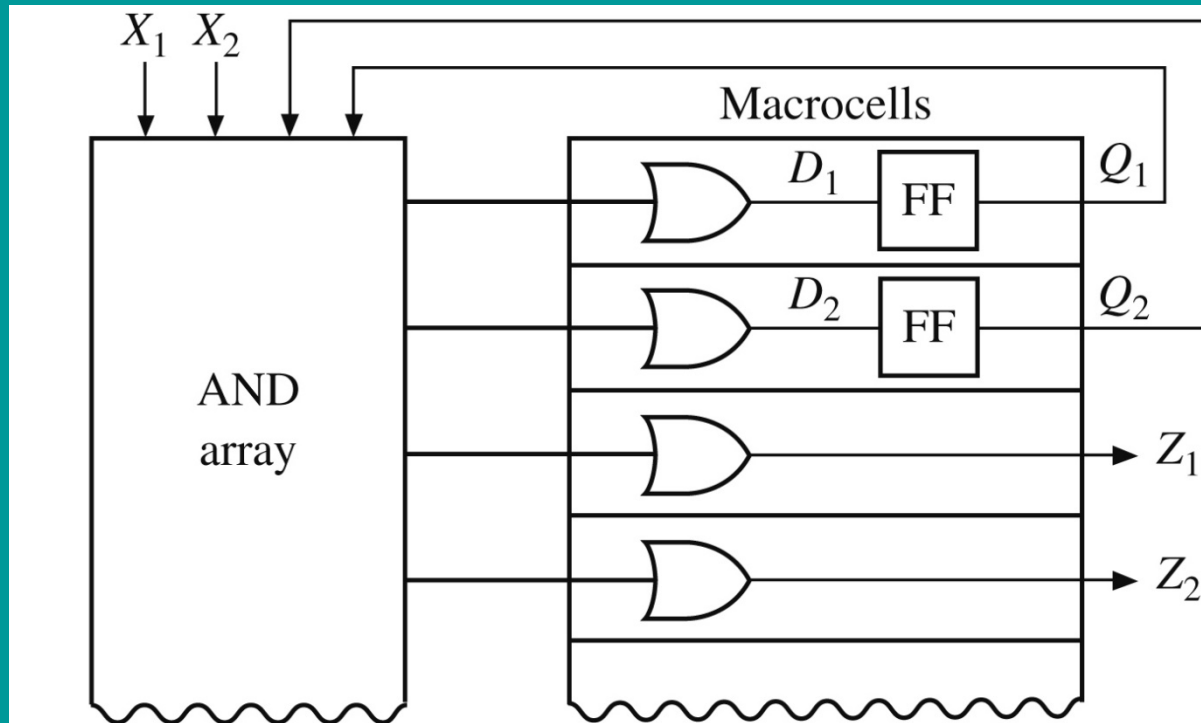 X₁ X₂
Macrocells
D₁ FF Q₁
D₂ FF Q₂
AND
array
Z₁
Z₂